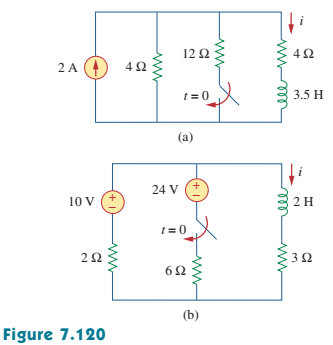 i
12 Ω
4 Ω
2 A
4 Ω
t = 0
3.5 H
(a)
i
24 V
+
−
10 V
+
−
2 H
t = 0
2 Ω
6 Ω
3 Ω
(b)
Figure 7.120